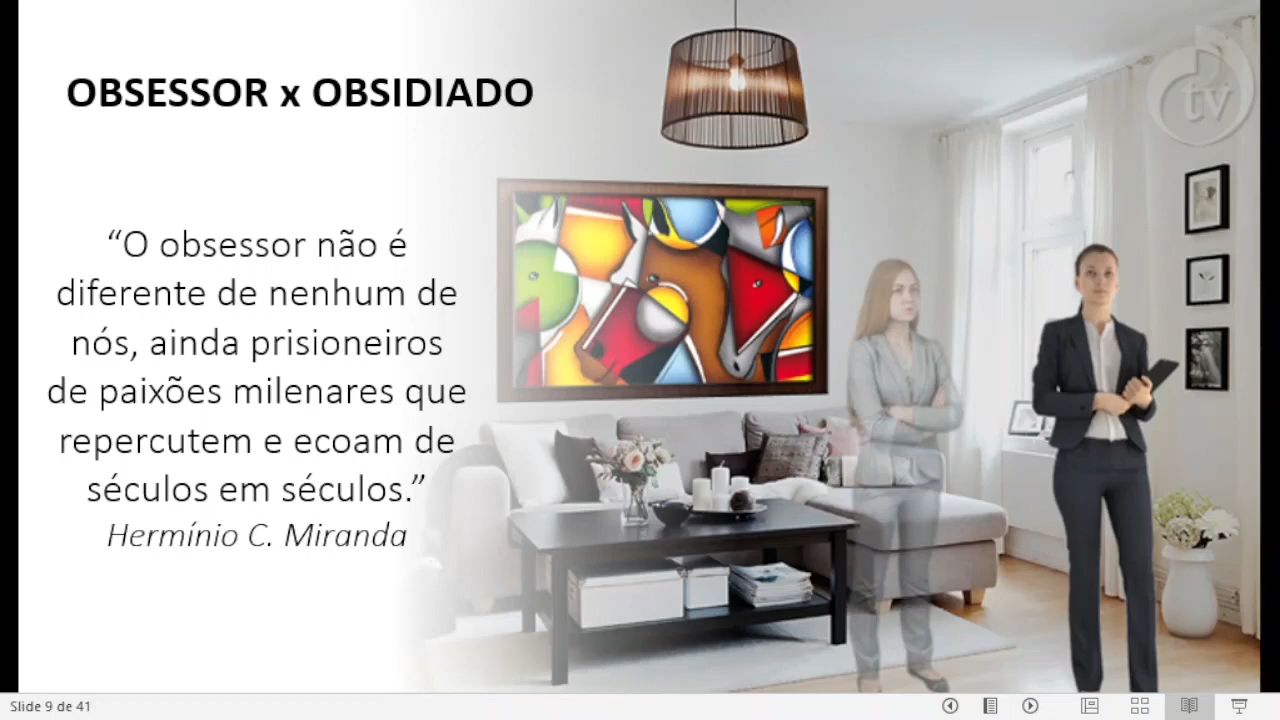 OBSESSOR x OBSIDIADO
tv
“O obsessor não é
diferente de nenhum de
nós, ainda prisioneiros
de paixões milenares que
repercutem e ecoam de
séculos em séculos.”
Hermínio C. Miranda
Slide 9 de 41